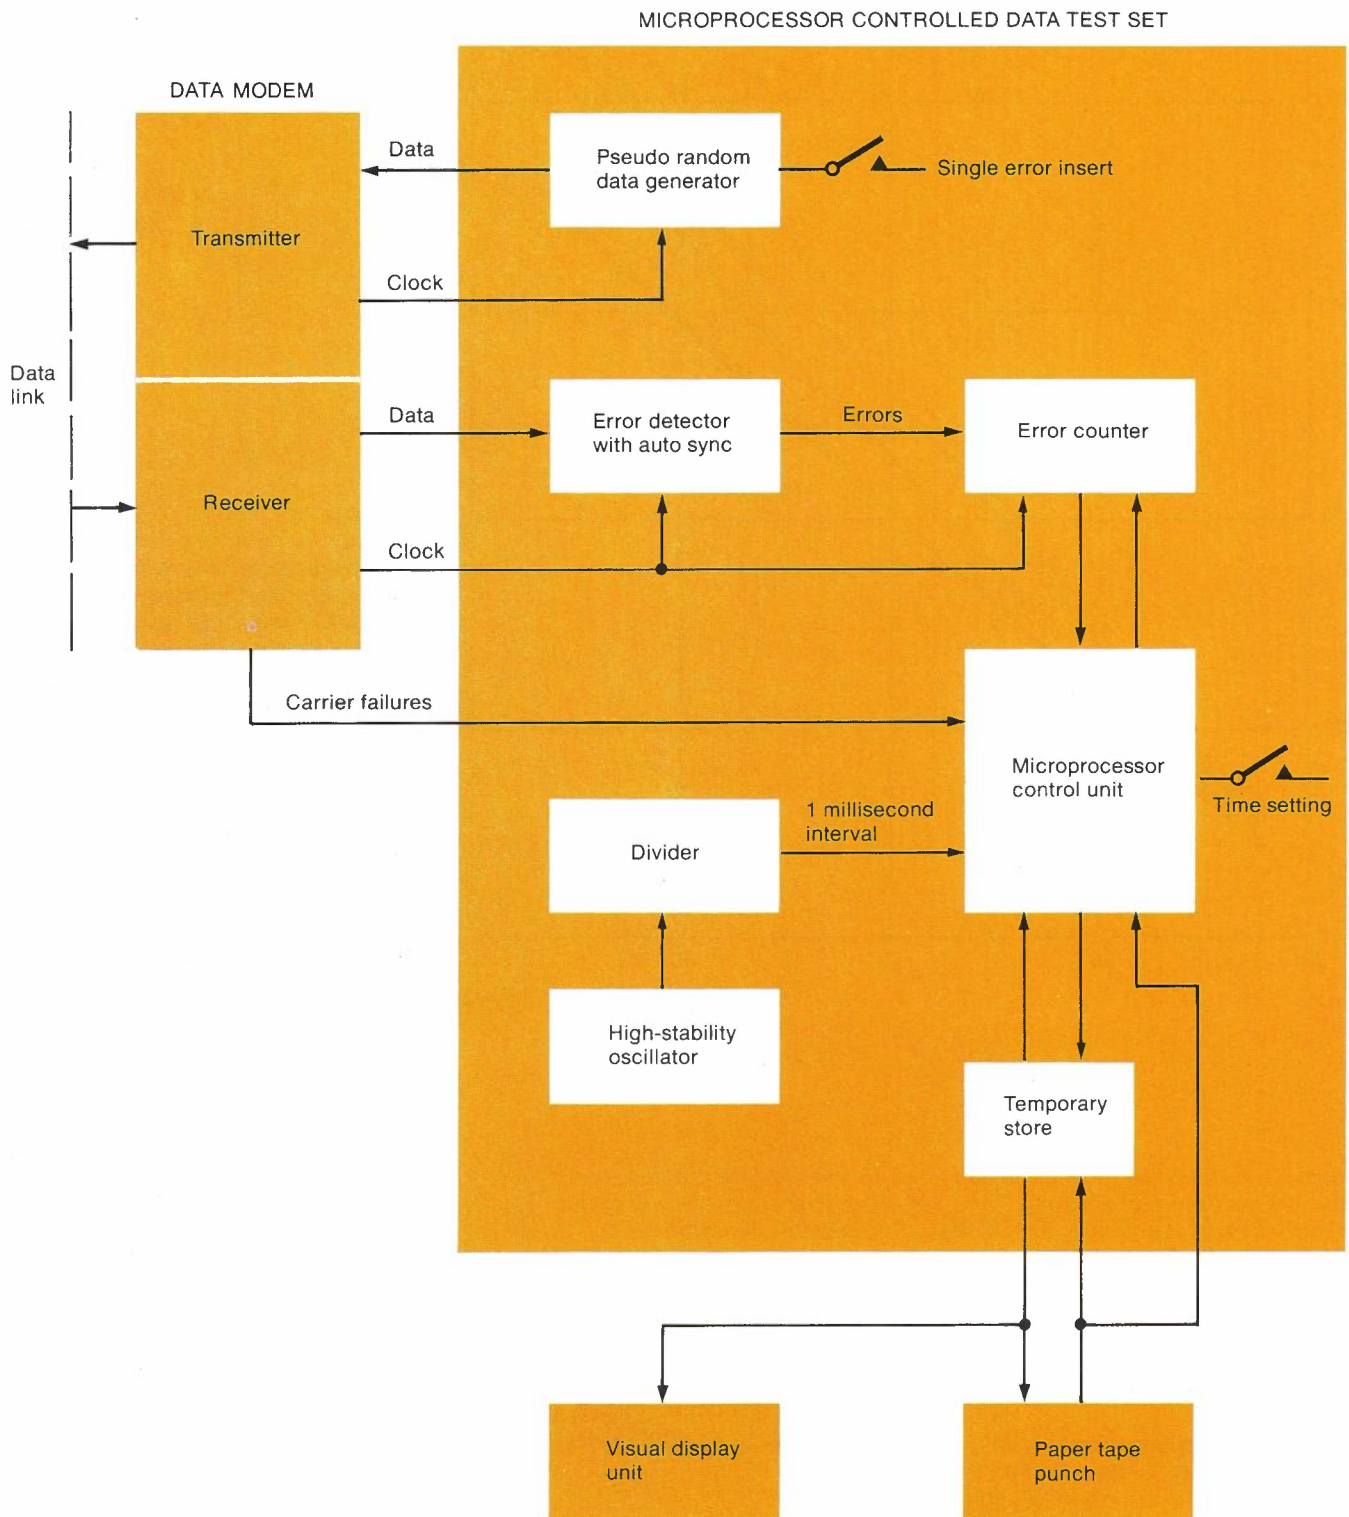 MICROPROCESSOR CONTROLLED DATA TEST SET
DATA MODEM
Data
Pseudo random
data generator
Single error insert
Transmitter
Clock
Data
link
Data
Error detector
with auto sync
Errors
Error counter
Receiver
Clock
Carrier failures
Microprocessor
control unit
Time setting
1 millisecond
interval
Divider
High-stability
oscillator
Temporary
store
Visual display
unit
Paper tape
punch